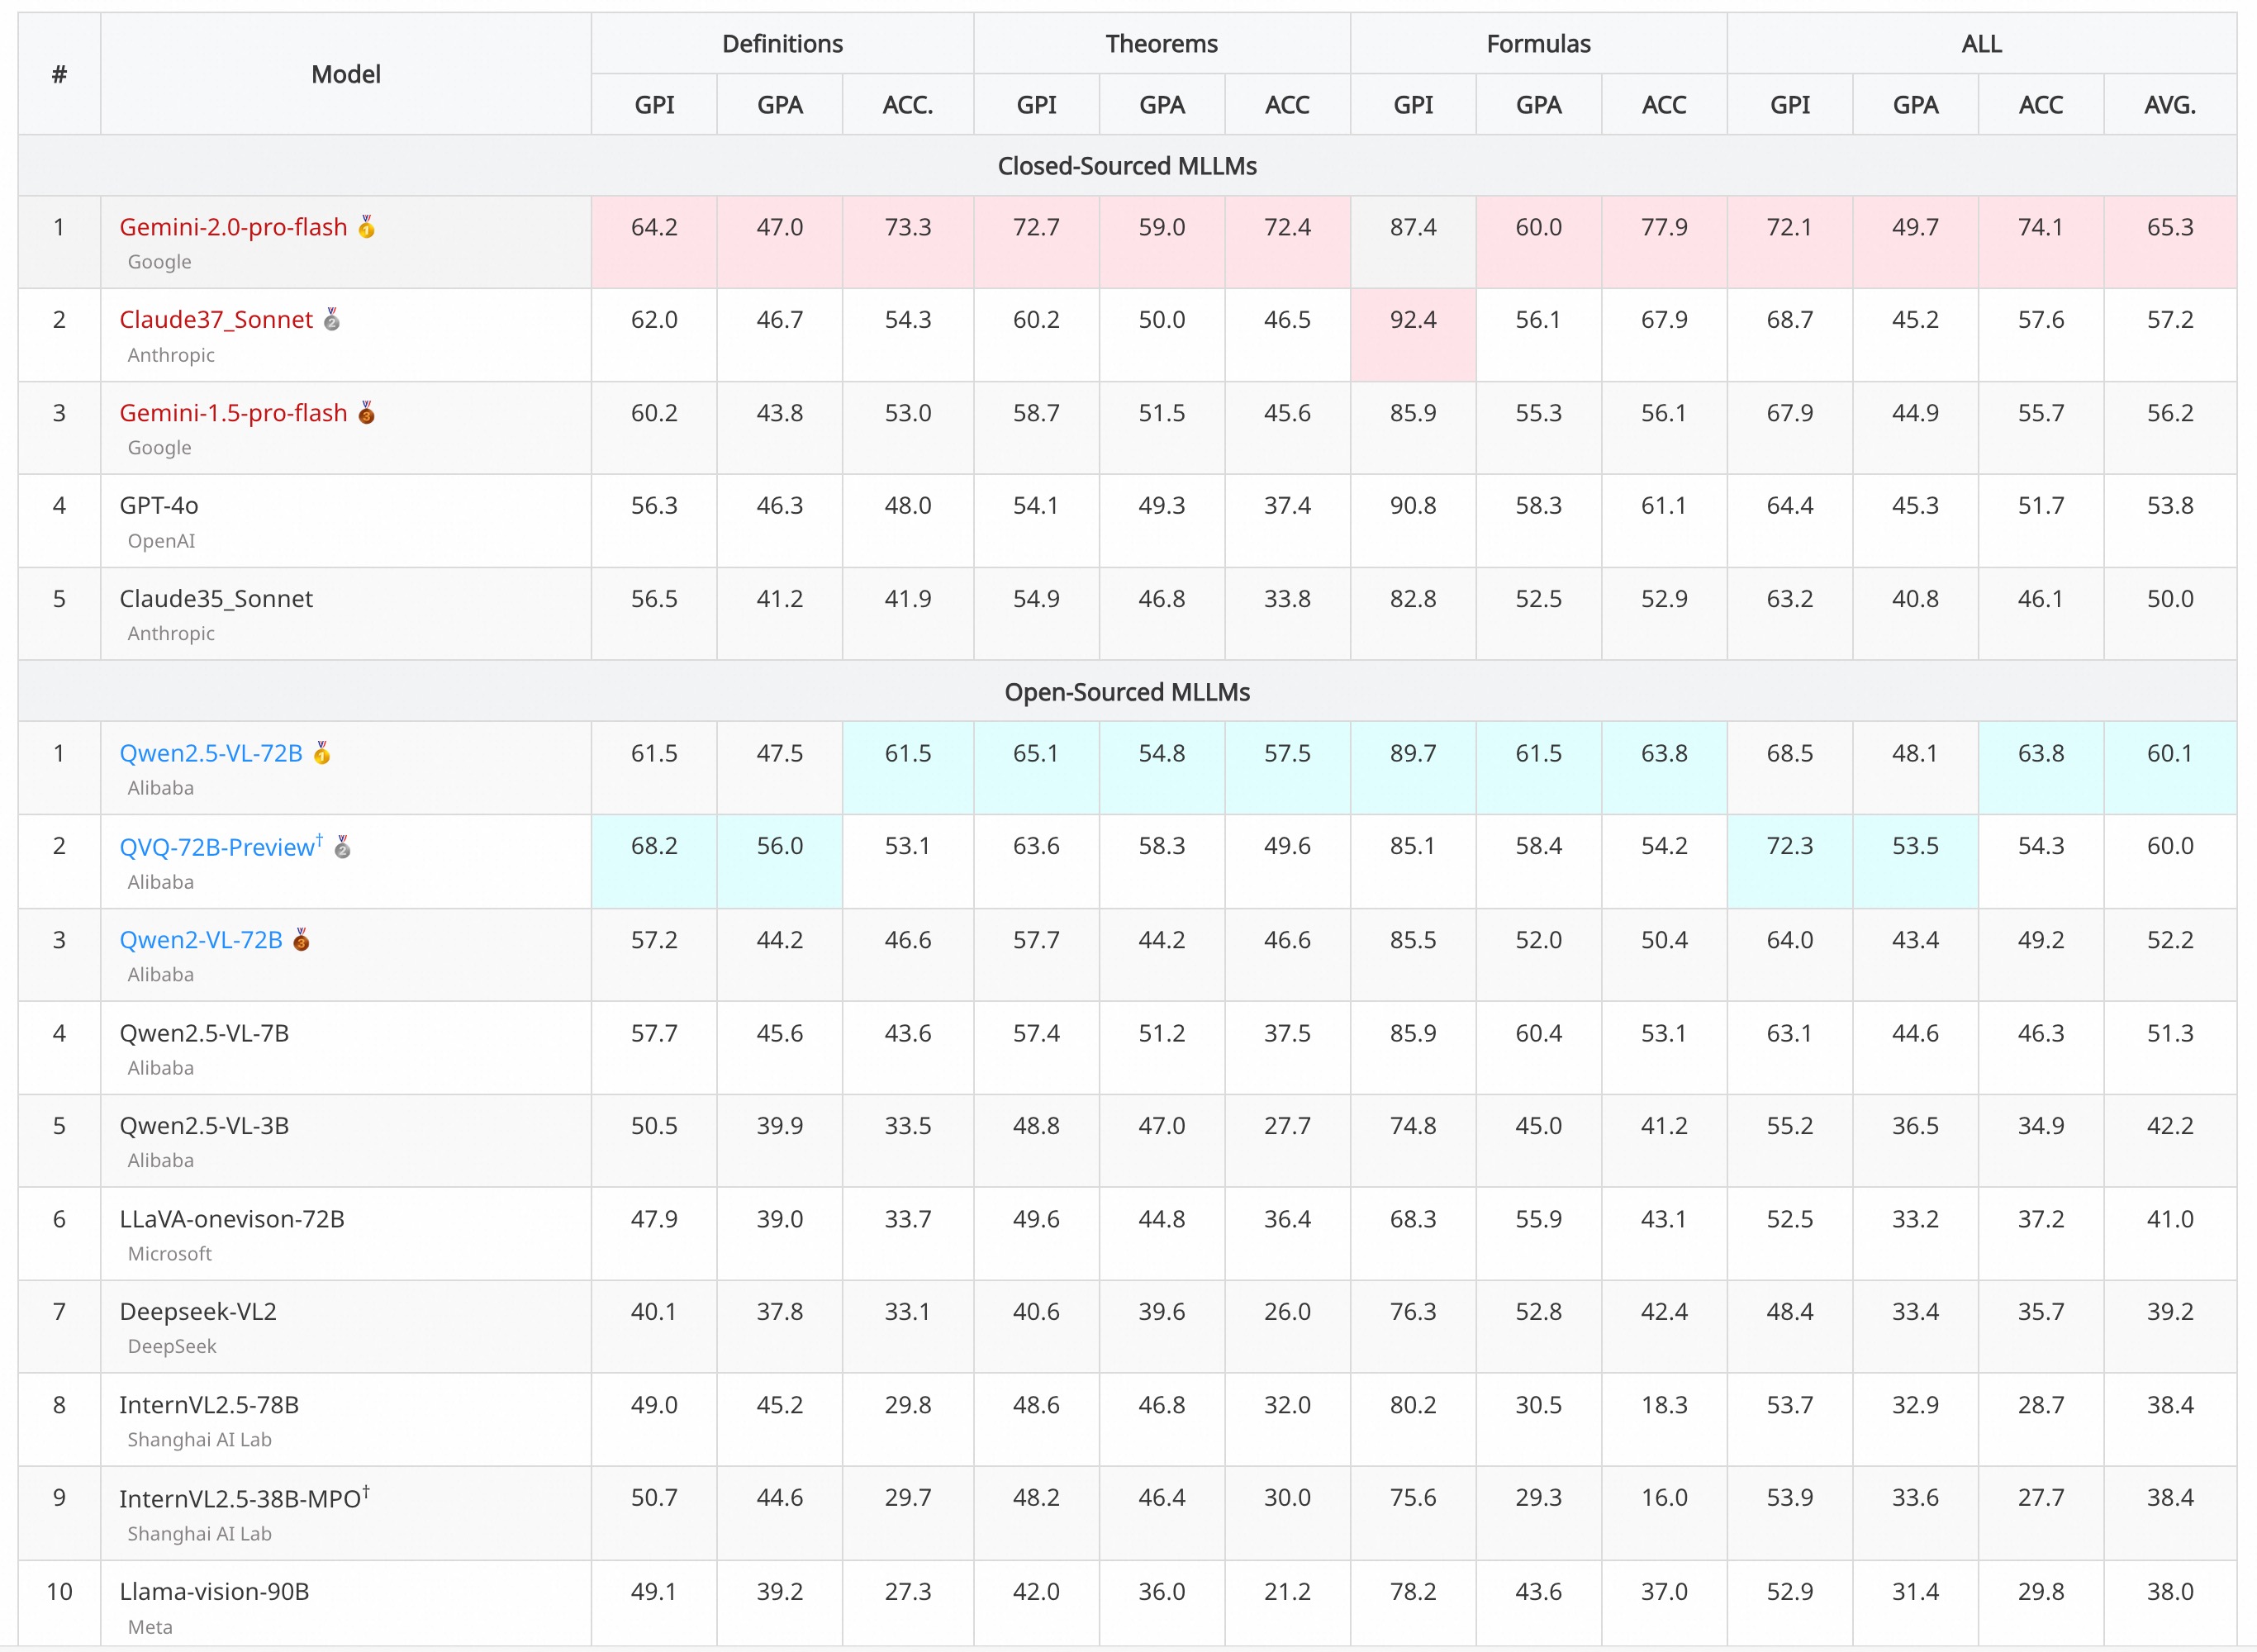 # Model Definitions Theorems Formulas ALL
GPI GPA ACC. GPI GPA ACC GPI GPA ACC GPI GPA ACC AVG.
Closed-Sourced MLLMs
1 Gemini-2.0-pro-flash 🥇 64.2 47.0 73.3 72.7 59.0 72.4 87.4 60.0 77.9 72.1 49.7 74.1 65.3
Google
2 Claude37_Sonnet 🥈 62.0 46.7 54.3 60.2 50.0 46.5 92.4 56.1 67.9 68.7 45.2 57.6 57.2
Anthropic
3 Gemini-1.5-pro-flash 🥉 60.2 43.8 53.0 58.7 51.5 45.6 85.9 55.3 56.1 67.9 44.9 55.7 56.2
Google
4 GPT-4o 56.3 46.3 48.0 54.1 49.3 37.4 90.8 58.3 61.1 64.4 45.3 51.7 53.8
OpenAI
5 Claude35_Sonnet 56.5 41.2 41.9 54.9 46.8 33.8 82.8 52.5 52.9 63.2 40.8 46.1 50.0
Anthropic
Open-Sourced MLLMs
1 Qwen2.5-VL-72B 🥇 61.5 47.5 61.5 65.1 54.8 57.5 89.7 61.5 63.8 68.5 48.1 63.8 60.1
Alibaba
2 QVQ-72B-Preview† 🥈 68.2 56.0 53.1 63.6 58.3 49.6 85.1 58.4 54.2 72.3 53.5 54.3 60.0
Alibaba
3 Qwen2-VL-72B 🥉 57.2 44.2 46.6 57.7 44.2 46.6 85.5 52.0 50.4 64.0 43.4 49.2 52.2
Alibaba
4 Qwen2.5-VL-7B 57.7 45.6 43.6 57.4 51.2 37.5 85.9 60.4 53.1 63.1 44.6 46.3 51.3
Alibaba
5 Qwen2.5-VL-3B 50.5 39.9 33.5 48.8 47.0 27.7 74.8 45.0 41.2 55.2 36.5 34.9 42.2
Alibaba
6 LLaVA-onevison-72B 47.9 39.0 33.7 49.6 44.8 36.4 68.3 55.9 43.1 52.5 33.2 37.2 41.0
Microsoft
7 Deepseek-VL2 40.1 37.8 33.1 40.6 39.6 26.0 76.3 52.8 42.4 48.4 33.4 35.7 39.2
DeepSeek
8 InternVL2.5-78B 49.0 45.2 29.8 48.6 46.8 32.0 80.2 30.5 18.3 53.7 32.9 28.7 38.4
Shanghai AI Lab
9 InternVL2.5-38B-MPO† 50.7 44.6 29.7 48.2 46.4 30.0 75.6 29.3 16.0 53.9 33.6 27.7 38.4
Shanghai AI Lab
10 Llama-vision-90B 49.1 39.2 27.3 42.0 36.0 21.2 78.2 43.6 37.0 52.9 31.4 29.8 38.0
Meta